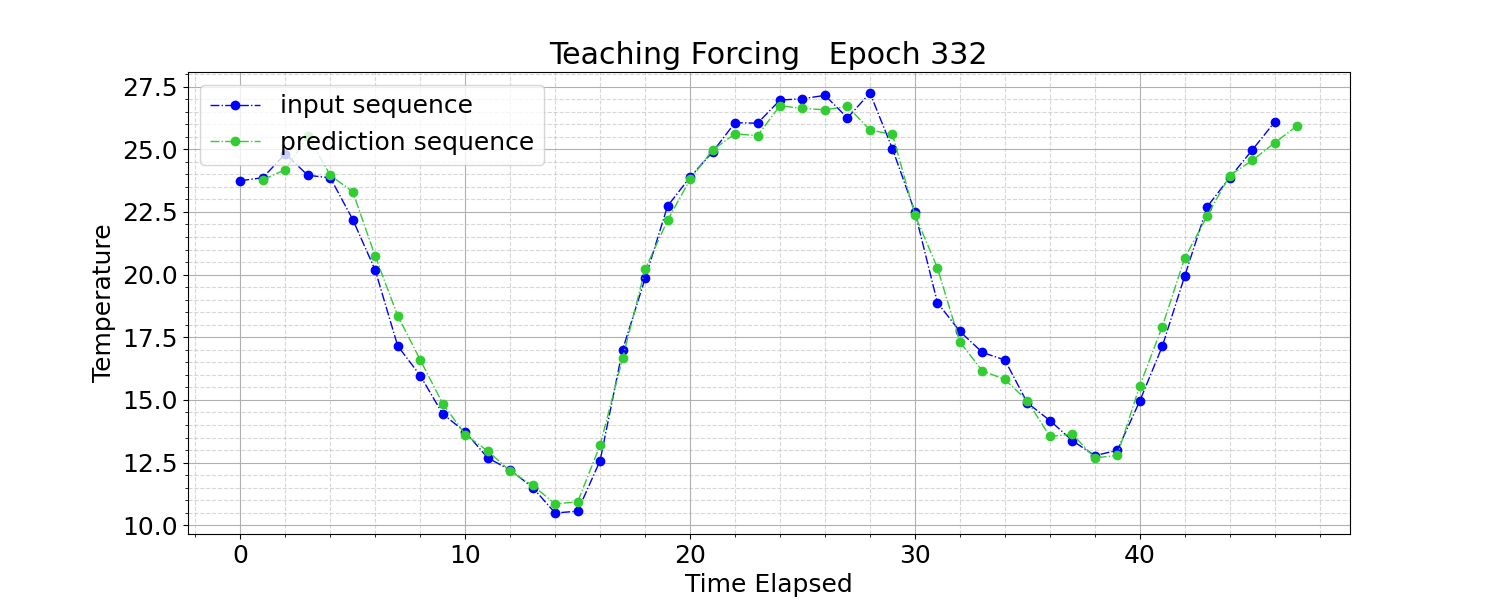 Teaching Forcing   Epoch 332
27.5
25.0
22.5
20.0
17.5
15.0
12.5
10.0
Temperature
input sequence
prediction sequence
0 10 20 30 40
Time Elapsed